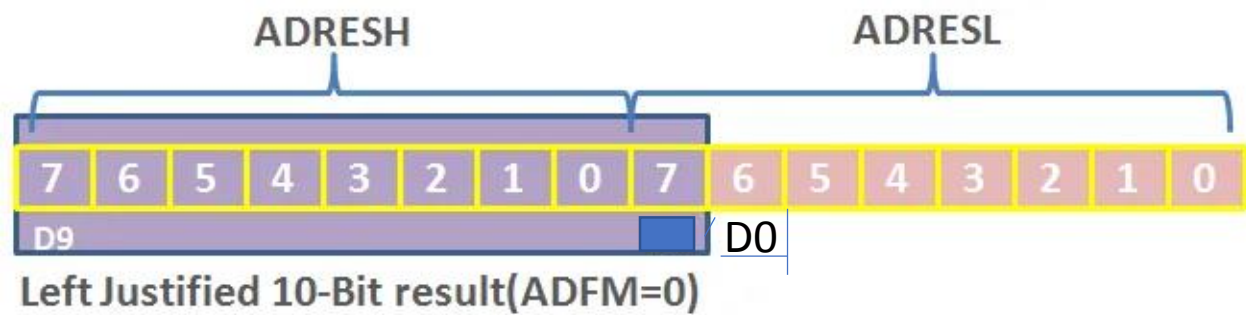 ADRESH ADRESL
7 6 5 4 3 2 1 0 7 6 5 4 3 2 1 0
D9 D0
Left Justified 10-Bit result(ADFM=0)